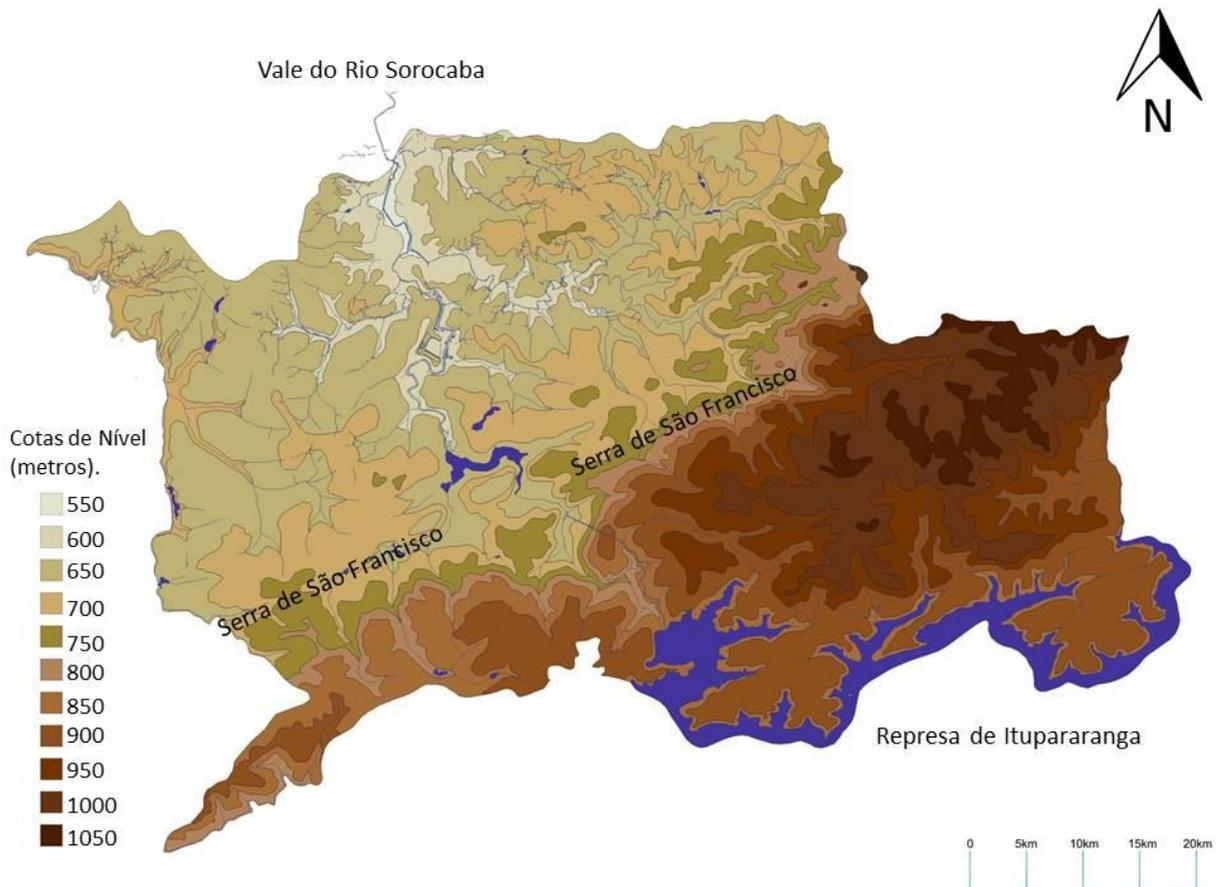 Vale do Rio Sorocaba
N
Serra de São Francisco
Serra de São Francisco
Cotas de Nível
(metros).
550
600
650
700
750
800
850
900
950
1000
1050
Represa de Itupararanga
0 5km 10km 15km 20km